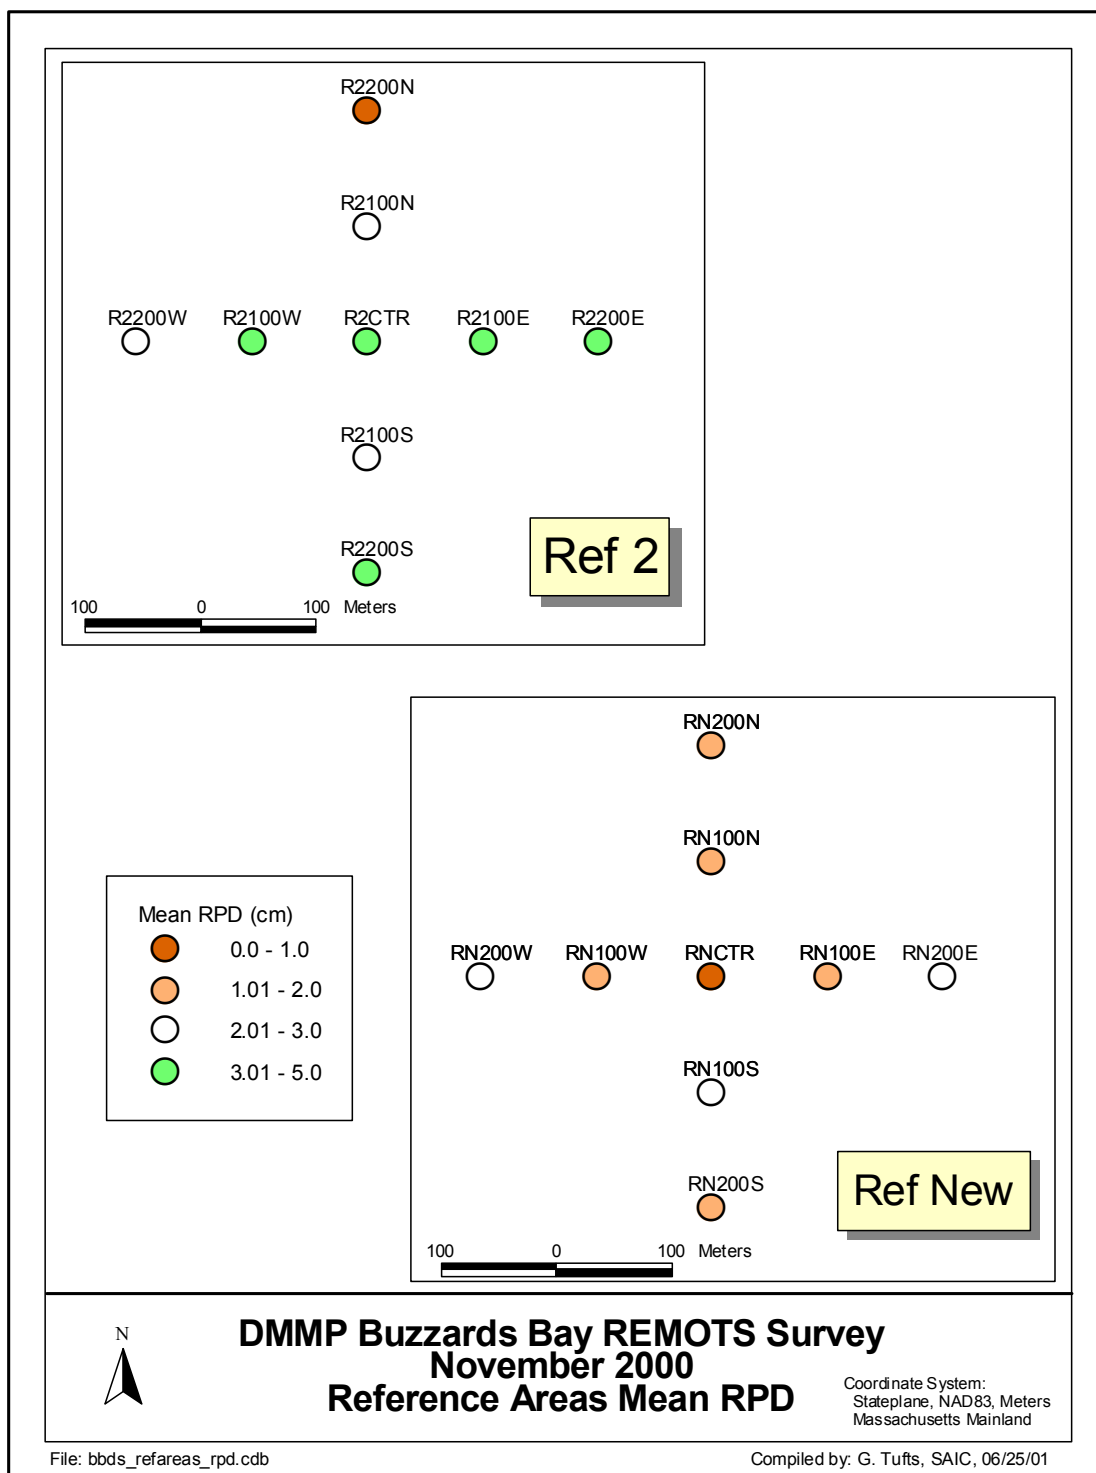 R2200N
R2100N
R2200W R2100W R2CTR R2100E R2200E
R2100S
R2200S
Ref 2
100 0 100 Meters
RN200N
RN100N
RN200W RN100W RNCTR RN100E RN200E
RN100S
RN200S
Ref New
100 0 100 Meters
Mean RPD (cm)
0.0 - 1.0
1.01 - 2.0
2.01 - 3.0
3.01 - 5.0
N
DMMP Buzzards Bay REMOTS Survey
November 2000
Reference Areas Mean RPD
Coordinate System:
Stateplane, NAD83, Meters
Massachusetts Mainland
File: bbds_refareas_rpd.cdb
Compiled by: G. Tufts, SAIC, 06/25/01